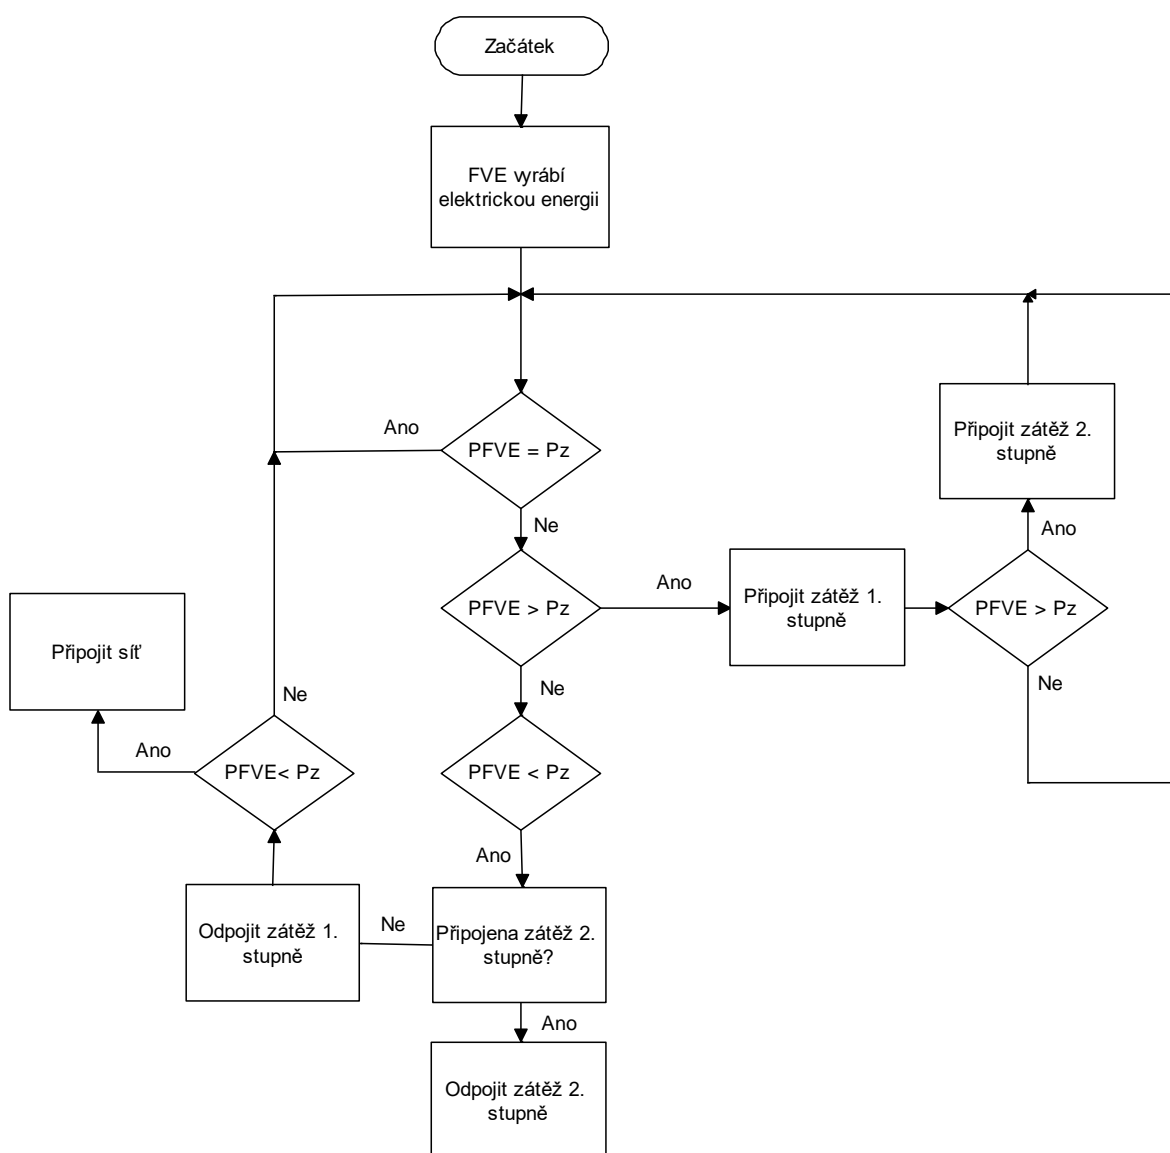 Začátek
FVE vyrábí
elektrickou energii
Ano
PFVE = Pz
Připojit zátěž 2.
stupně
Ne
Ano
Ano
Připojit síť
PFVE > Pz
Připojit zátěž 1.
stupně
PFVE > Pz
Ne
Ne
Ne
Ano
PFVE< Pz
PFVE < Pz
Ano
Odpojit zátěž 1.
stupně
Ne
Připojena zátěž 2.
stupně?
Ano
Odpojit zátěž 2.
stupně